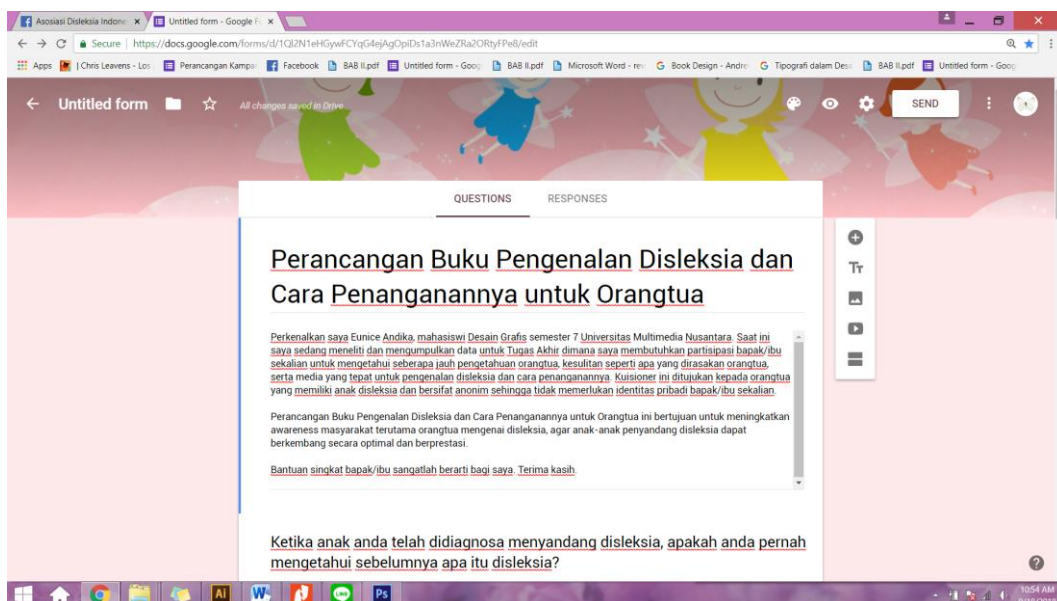 Asosiasi Disleksia Indone
Untitled form - Google Fo
Secure
https://docs.google.com/forms/d/1QI2N1eHGywFCYqG4ejAgOpiDs1a3nWeZRa2ORtyFPe8/edit
Apps
| Chris Leavens - Los
Perancangan Kampa
Facebook
BAB II.pdf
Untitled form - Goog
BAB II.pdf
Microsoft Word - rev
Book Design - Andre
Tipografi dalam Desa
BAB II.pdf
Untitled form - Goog
Untitled form
All changes saved in Drive
SEND
QUESTIONS
RESPONSES
Perancangan Buku Pengenalan Disleksia dan
Cara Penanganannya untuk Orangtua
Perkenalkan saya Eunice Andika, mahasiswi Desain Grafis semester 7 Universitas Multimedia Nusantara. Saat ini
saya sedang meneliti dan mengumpulkan data untuk Tugas Akhir dimana saya membutuhkan partisipasi bapak/ibu
sekalian untuk mengetahui seberapa jauh pengetahuan orangtua, kesulitan seperti apa yang dirasakan orangtua,
serta media yang tepat untuk pengenalan disleksia dan cara penanganannya. Kuisioner ini ditujukan kepada orangtua
yang memiliki anak disleksia dan bersifat anonim sehingga tidak memerlukan identitas pribadi bapak/ibu sekalian.
Perancangan Buku Pengenalan Disleksia dan Cara Penanganannya untuk Orangtua ini bertujuan untuk meningkatkan
awareness masyarakat terutama orangtua mengenai disleksia, agar anak-anak penyandang disleksia dapat
berkembang secara optimal dan berprestasi.
Bantuan singkat bapak/ibu sangatlah berarti bagi saya. Terima kasih.
Ketika anak anda telah didiagnosa menyandang disleksia, apakah anda pernah
mengetahui sebelumnya apa itu disleksia?
Tт
Ai
W
LINE
Ps
10:54 AM